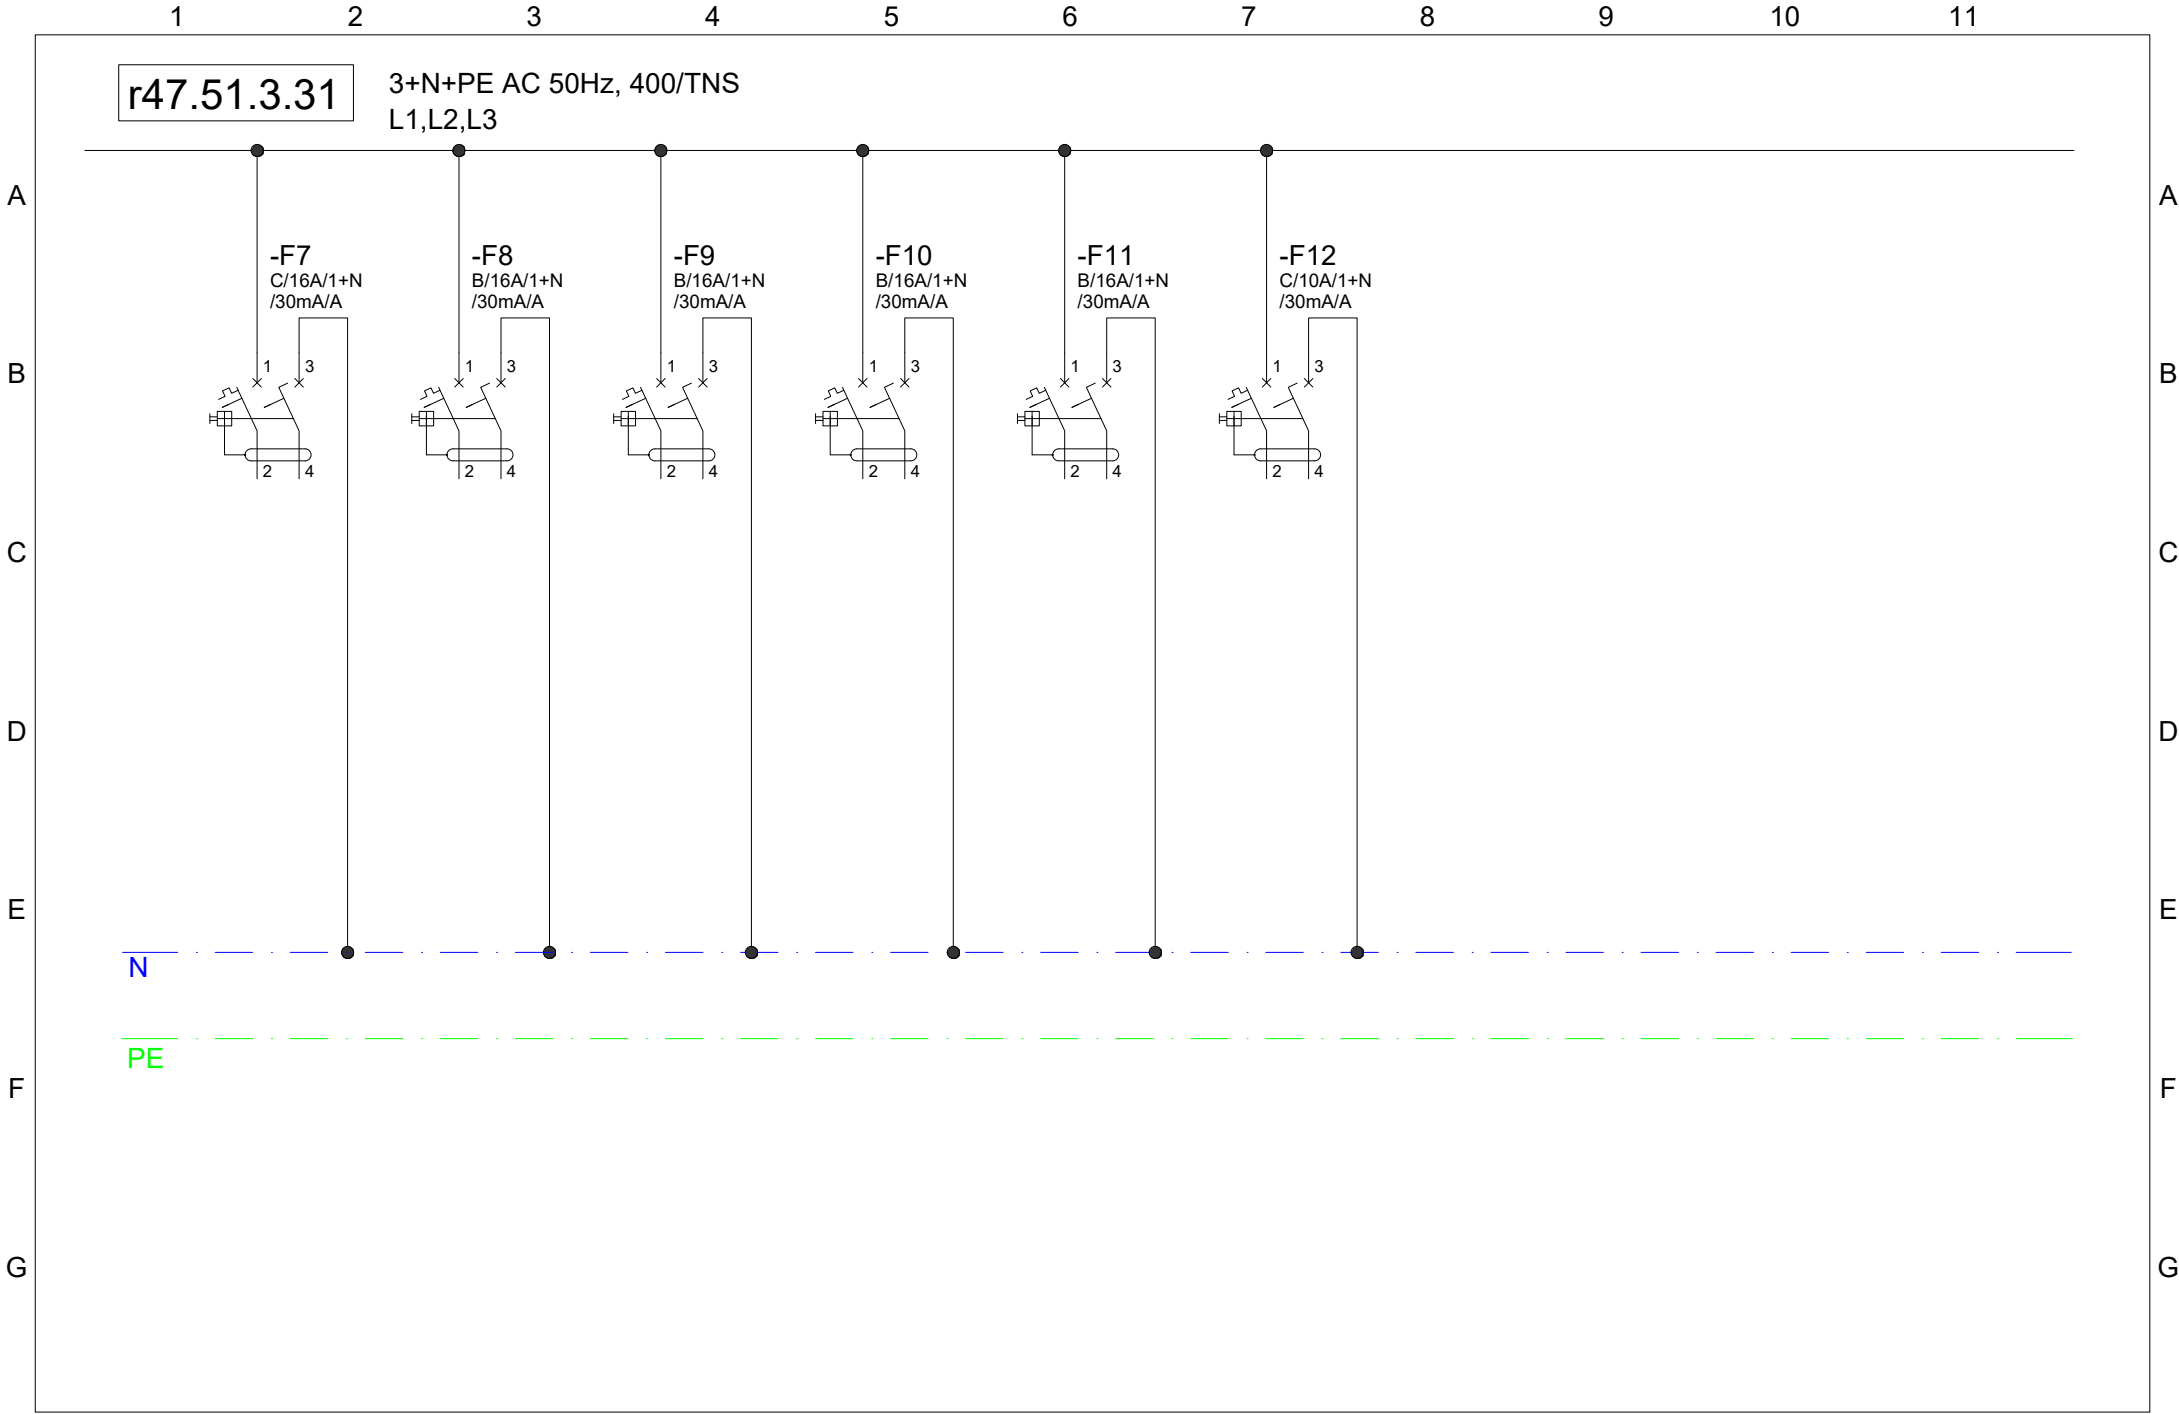 1 2 3 4 5 6 7 8 9 10 11
r47.51.3.31
3+N+PE AC 50Hz, 400/TNS
L1,L2,L3
A A
-F7 -F8 -F9 -F10 -F11 -F12
C/16A/1+N B/16A/1+N B/16A/1+N B/16A/1+N B/16A/1+N C/10A/1+N
/30mA/A /30mA/A /30mA/A /30mA/A /30mA/A /30mA/A
1 3 1 3 1 3 1 3 1 3 1 3
B B
2 4 2 4 2 4 2 4 2 4 2 4
C C
D D
E E
N
PE
F F
G G